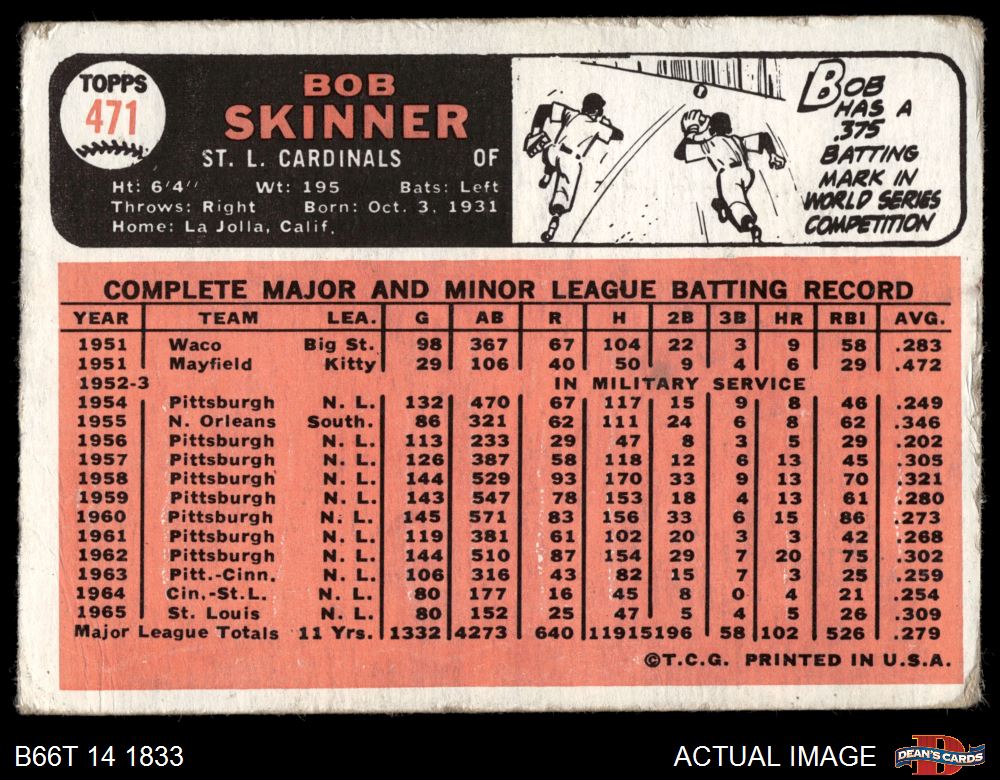 TOPPS
471
BOB
SKINNER
ST. L. CARDINALS OF
Ht: 6'4" Wt: 195 Bats: Left
Throws: Right Born: Oct. 3, 1931
Home: La Jolla, Calif.
BOB
HAS A
.375
BATTING
MARK IN
WORLD SERIES
COMPETITION
COMPLETE MAJOR AND MINOR LEAGUE BATTING RECORD
YEAR TEAM LEA. G AB R H 2B 3B HR RBI AVG.
1951 Waco Big St. 98 367 67 104 22 3 9 58 .283
1951 Mayfield Kitty 29 106 40 50 9 4 6 29 .472
1952-3 IN MILITARY SERVICE
1954 Pittsburgh N. L. 132 470 67 117 15 9 8 46 .249
1955 N. Orleans South. 86 321 62 111 24 6 8 62 .346
1956 Pittsburgh N. L. 113 233 29 47 8 3 5 29 .202
1957 Pittsburgh N. L. 126 387 58 118 12 6 13 45 .305
1958 Pittsburgh N. L. 144 529 93 170 33 9 13 70 .321
1959 Pittsburgh N. L. 143 547 78 153 18 4 13 61 .280
1960 Pittsburgh N. L. 145 571 83 156 33 6 15 86 .273
1961 Pittsburgh N. L. 119 381 61 102 20 3 3 42 .268
1962 Pittsburgh N. L. 144 510 87 154 29 7 20 75 .302
1963 Pitt.-Cinn. N. L. 106 316 43 82 15 7 3 25 .259
1964 Cin.-St.L. N. L. 80 177 16 45 8 0 4 21 .254
1965 St. Louis N. L. 80 152 25 47 5 4 5 26 .309
Major League Totals 11 Yrs. 1332 4273 640 11915196 58 102 526 .279
©T.C.G. PRINTED IN U.S.A.
B66T 14 1833 ACTUAL IMAGE DEAN'S CARDS